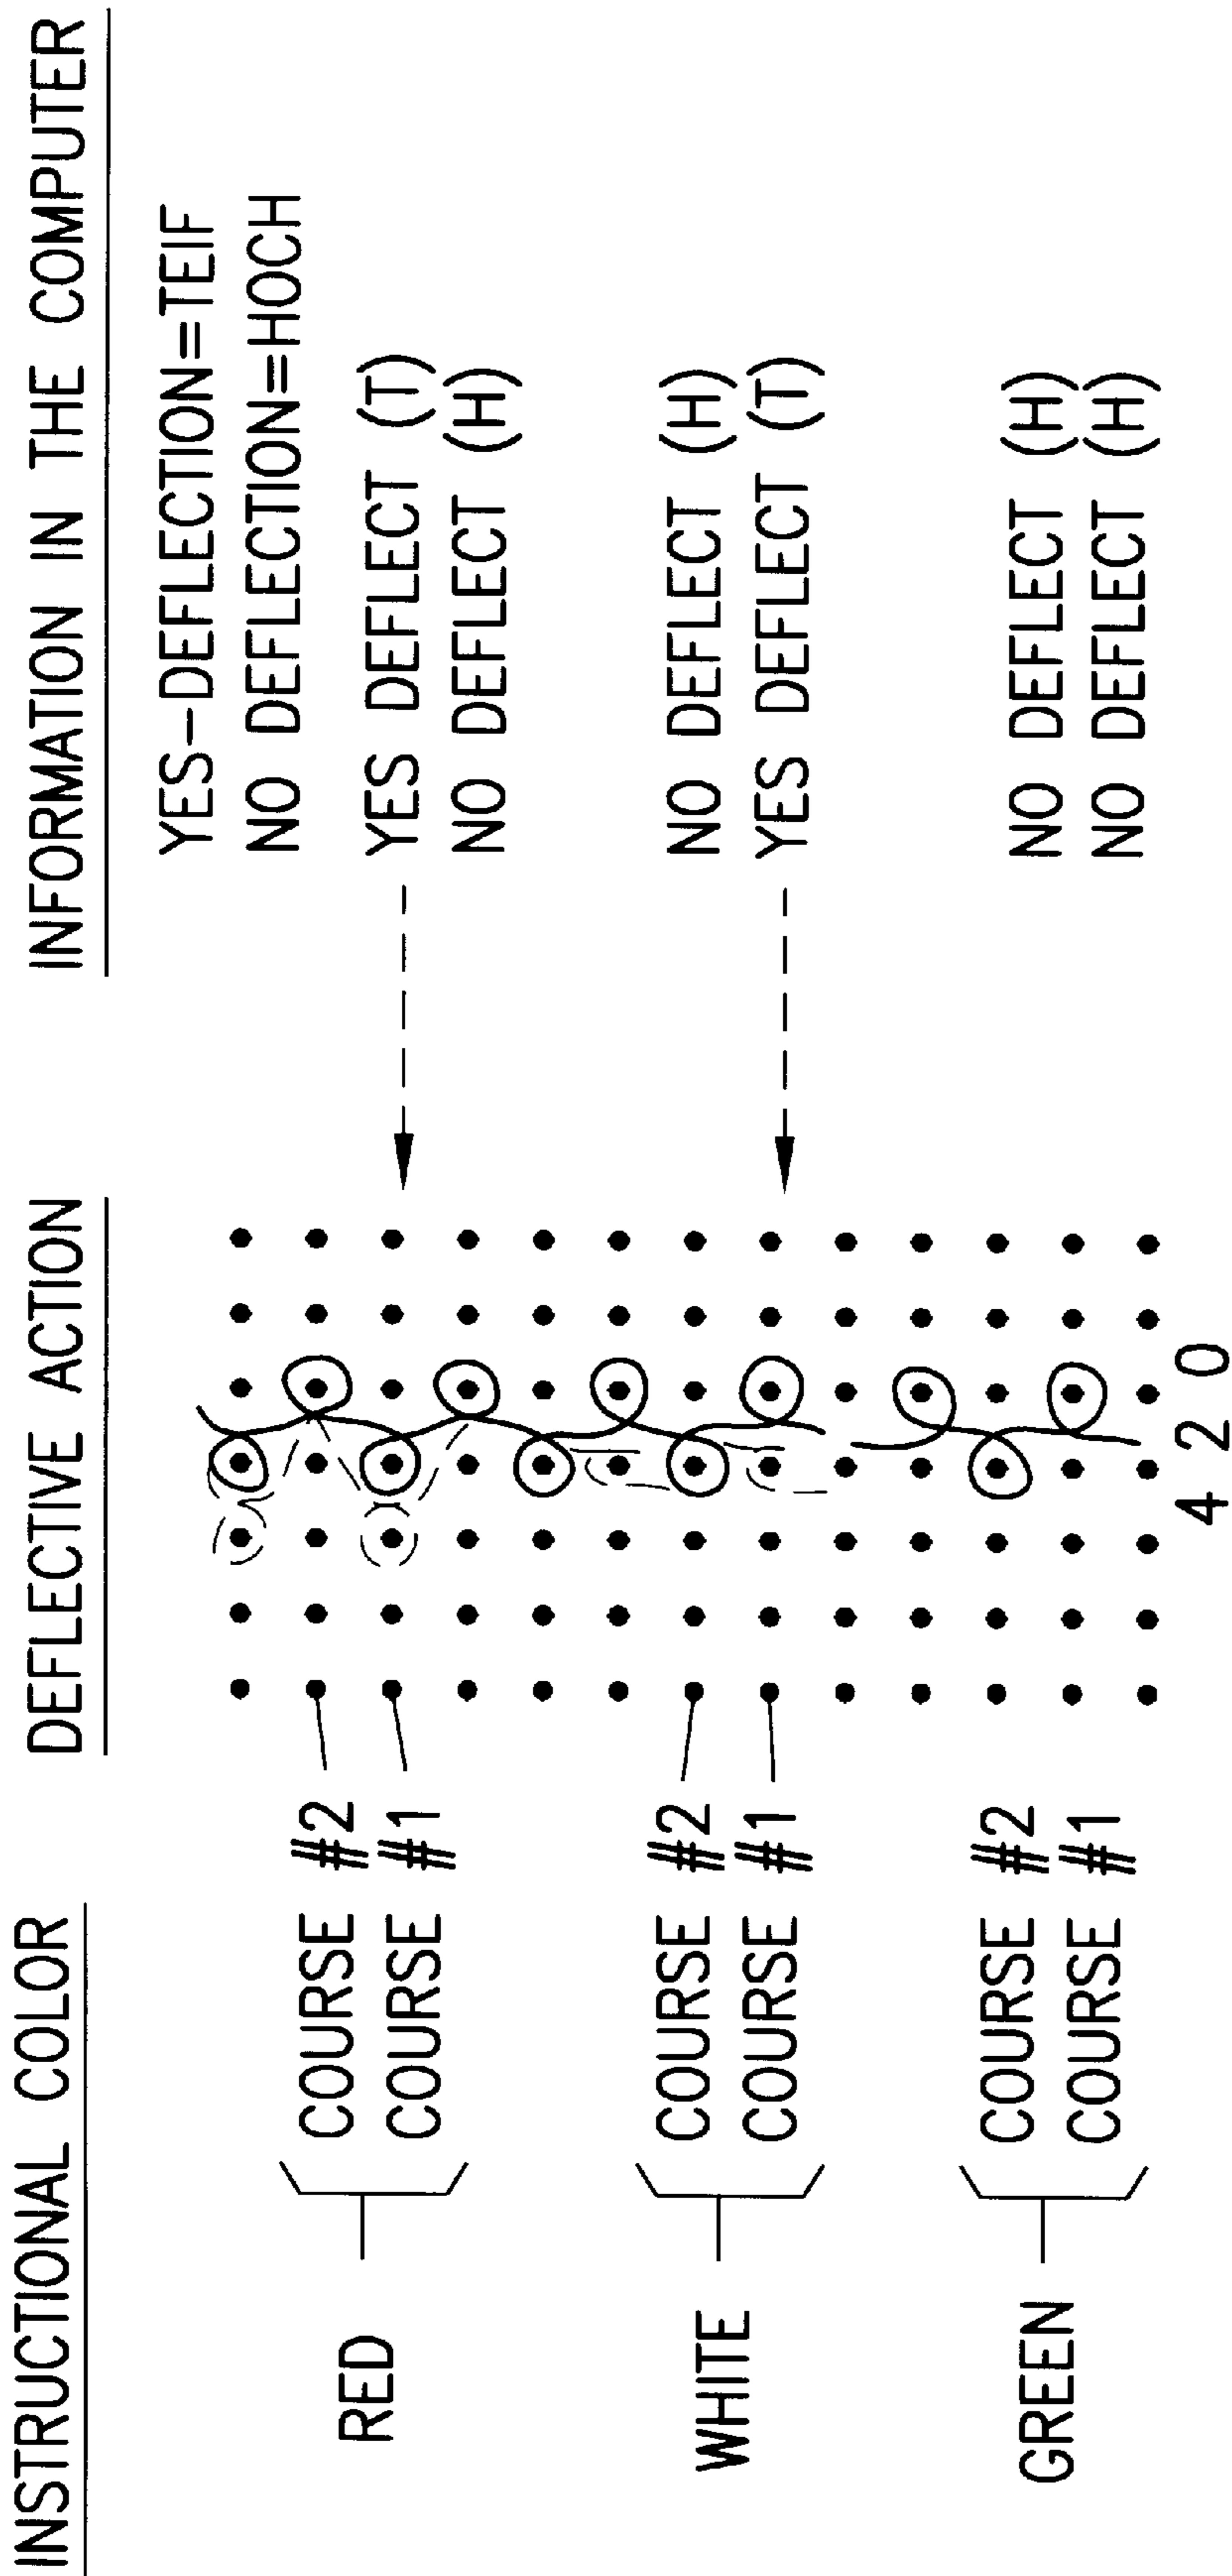 INSTRUCTIONAL COLOR
DEFLECTIVE ACTION
INFORMATION IN THE COMPUTER
YES-DEFLECTION=TEIF
NO DEFLECTION=HOCH
RED
COURSE #2
COURSE #1
YES DEFLECT (T)
NO DEFLECT (H)
WHITE
COURSE #2
COURSE #1
NO DEFLECT (H)
YES DEFLECT (T)
GREEN
COURSE #2
COURSE #1
NO DEFLECT (H)
NO DEFLECT (H)
4 2 0